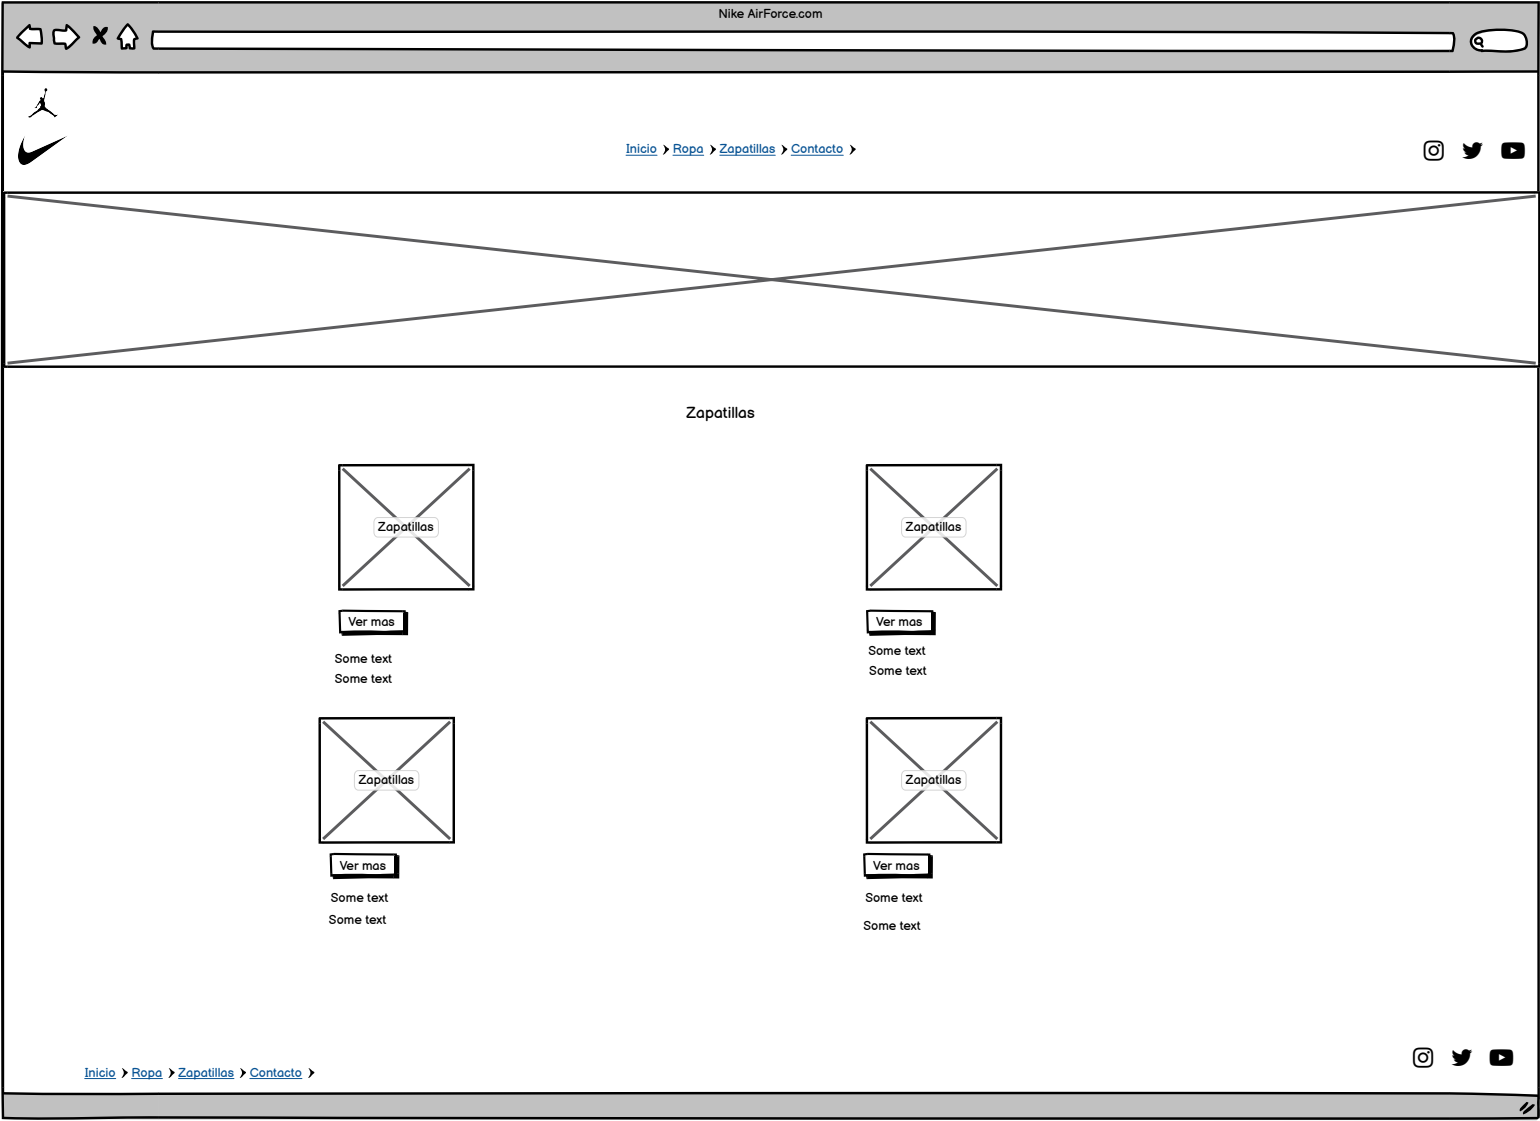 Nike AirForce.com
Inicio Ropa Zapatillas Contacto
Zapatillas
Zapatillas Zapatillas
Ver mas Ver mas
Some text Some text
Some text Some text
Zapatillas Zapatillas
Ver mas Ver mas
Some text Some text
Some text Some text
Inicio Ropa Zapatillas Contacto